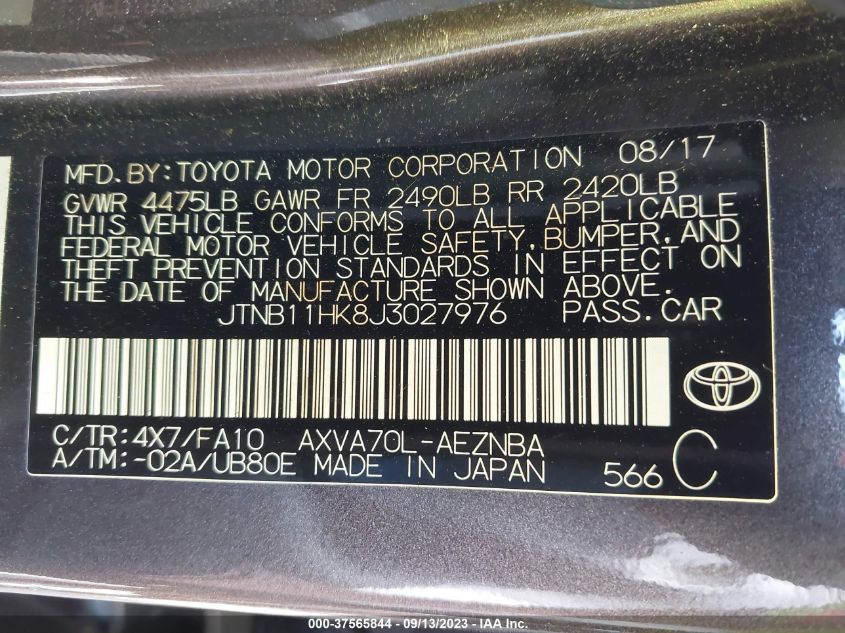 MFD.BY:TOYOTA MOTOR CORPORATION 08/17
GVWR 4475LB GAWR FR 2490LB RR 2420LB
THIS VEHICLE CONFORMS TO ALL APPLICABLE
FEDERAL MOTOR VEHICLE SAFETY,BUMPER,AND
THEFT PREVENTION STANDARDS IN EFFECT ON
THE DATE OF MANUFACTURE SHOWN ABOVE.
JTNB11HK8J3027976 PASS.CAR
C/TR:4X7/FA10 AXVA70L-AEZNBA
A/TM:-02A/UB80E MADE IN JAPAN 566 C
000-37565844 - 09/13/2023 - IAA Inc.